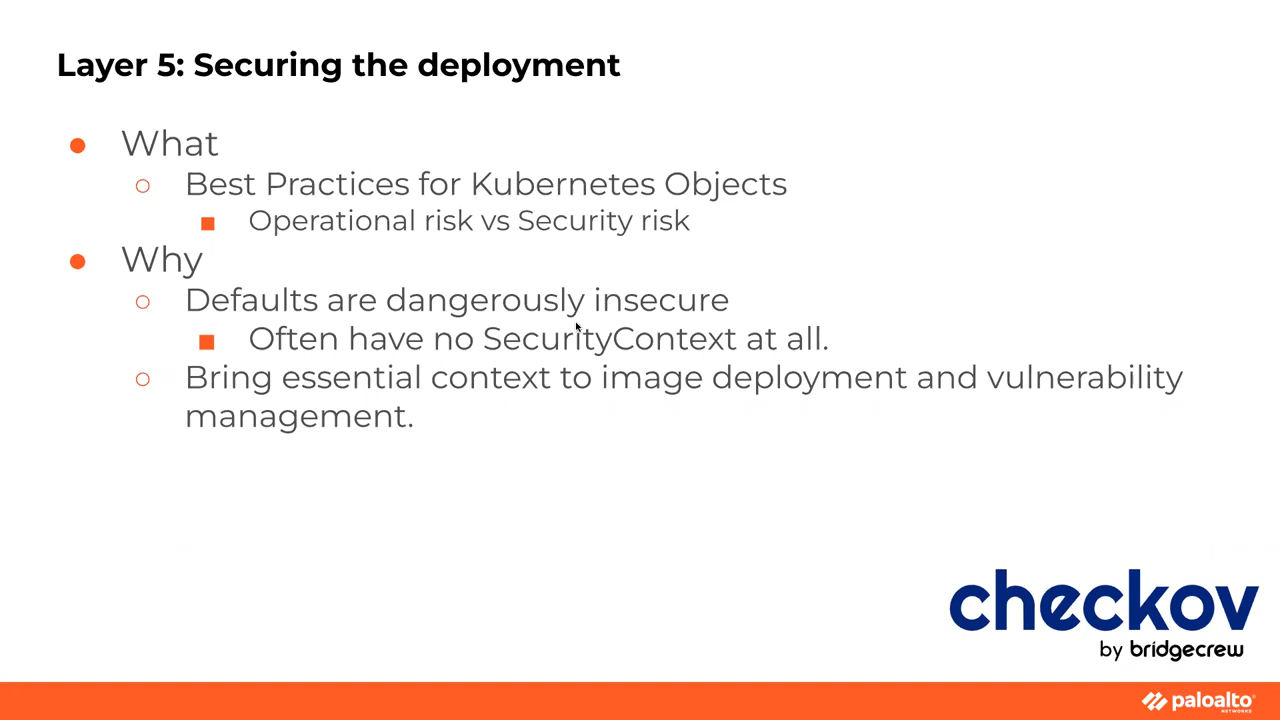 Layer 5: Securing the deployment
What
Best Practices for Kubernetes Objects
Operational risk vs Security risk
Why
Defaults are dangerously insecure
Often have no SecurityContext at all.
Bring essential context to image deployment and vulnerability
management.
checkov
by bridgecrew
paloalto
NETWORKS